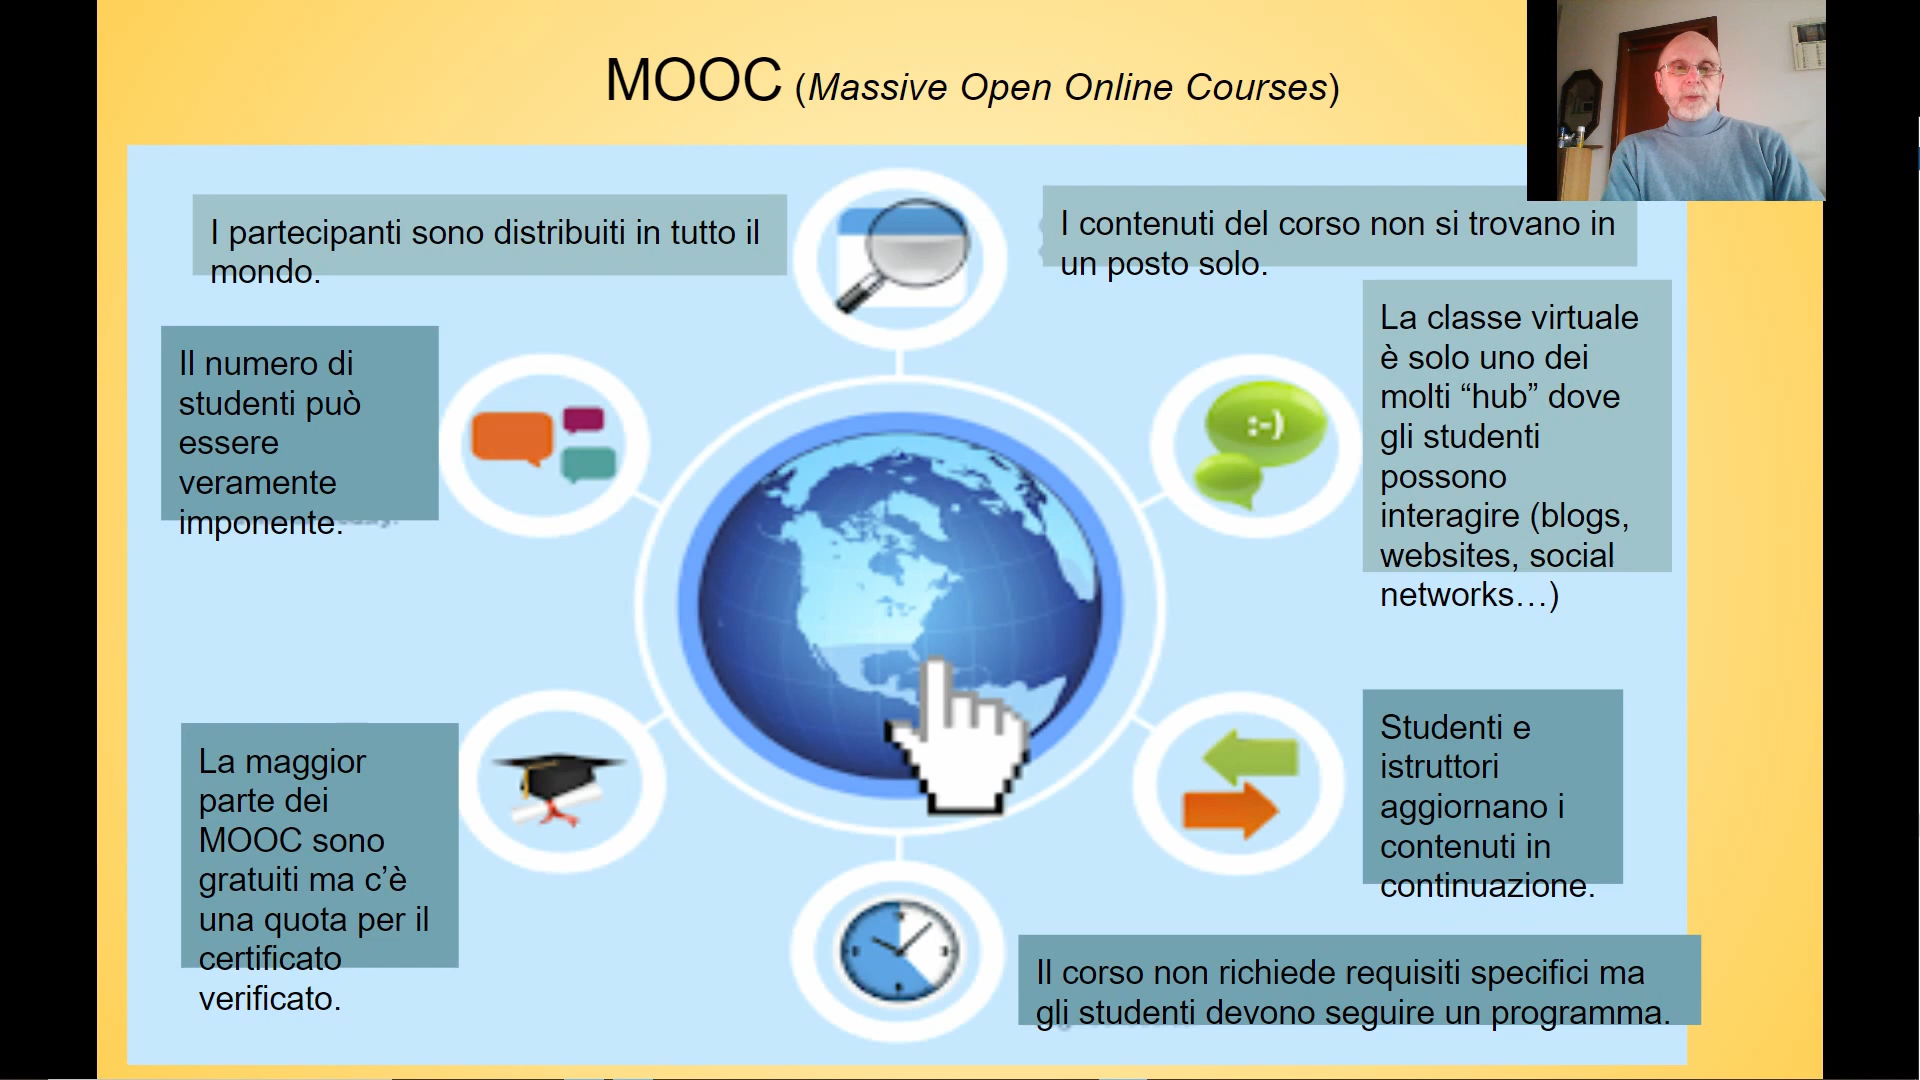 MOOC (Massive Open Online Courses)
I partecipanti sono distribuiti in tutto il
mondo.
I contenuti del corso non si trovano in
un posto solo.
Il numero di
studenti può
essere
veramente
imponente.
:-)
La classe virtuale
è solo uno dei
molti “hub” dove
gli studenti
possono
interagire (blogs,
websites, social
networks…)
La maggior
parte dei
MOOC sono
gratuiti ma c’è
una quota per il
certificato
verificato.
Studenti e
istruttori
aggiornano i
contenuti in
continuazione.
Il corso non richiede requisiti specifici ma
gli studenti devono seguire un programma.